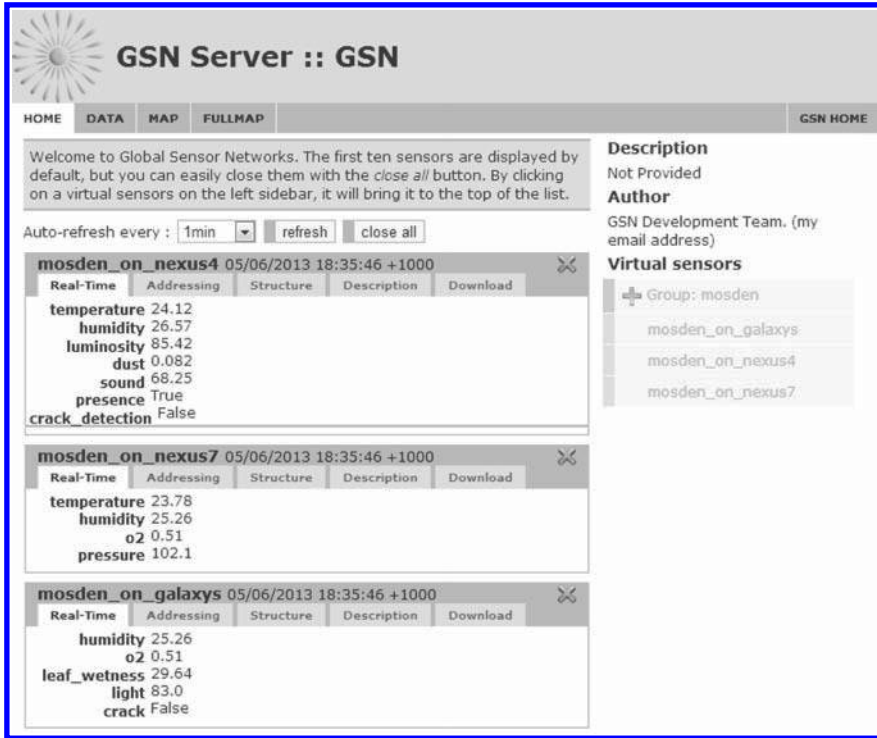 GSN Server :: GSN
HOME DATA MAP FULLMAP GSN HOME
Welcome to Global Sensor Networks. The first ten sensors are displayed by
default, but you can easily close them with the close all button. By clicking
on a virtual sensors on the left sidebar, it will bring it to the top of the list.
Auto-refresh every : 1min refresh close all
mosden_on_nexus4 05/06/2013 18:35:46 +1000
Real-Time Addressing Structure Description Download
temperature 24.12
humidity 26.57
luminosity 85.42
dust 0.082
sound 68.25
presence True
crack_detection False
mosden_on_nexus7 05/06/2013 18:35:46 +1000
Real-Time Addressing Structure Description Download
temperature 23.78
humidity 25.26
o2 0.51
pressure 102.1
mosden_on_galaxys 05/06/2013 18:35:46 +1000
Real-Time Addressing Structure Description Download
humidity 25.26
o2 0.51
leaf_wetness 29.64
light 83.0
crack False
Description
Not Provided
Author
GSN Development Team. (my
email address)
Virtual sensors
Group: mosden
mosden_on_galaxys
mosden_on_nexus4
mosden_on_nexus7